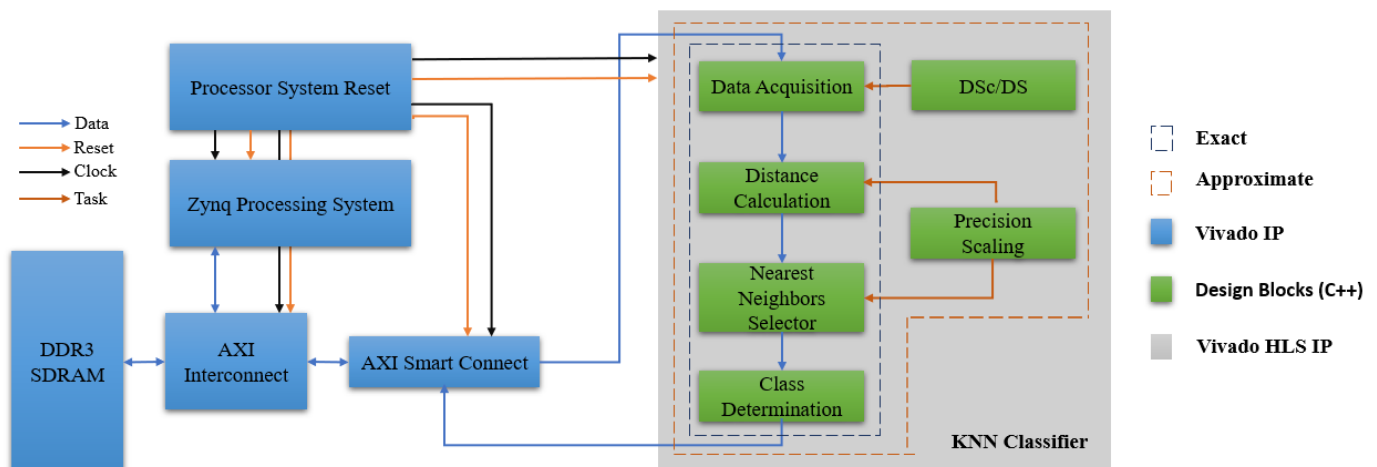 Data
Reset
Clock
Task
Processor System Reset
Zynq Processing System
DDR3
SDRAM
AXI
Interconnect
AXI Smart Connect
Data Acquisition
DSc/DS
Distance
Calculation
Precision
Scaling
Nearest
Neighbors
Selector
Class
Determination
KNN Classifier
Exact
Approximate
Vivado IP
Design Blocks (C++)
Vivado HLS IP